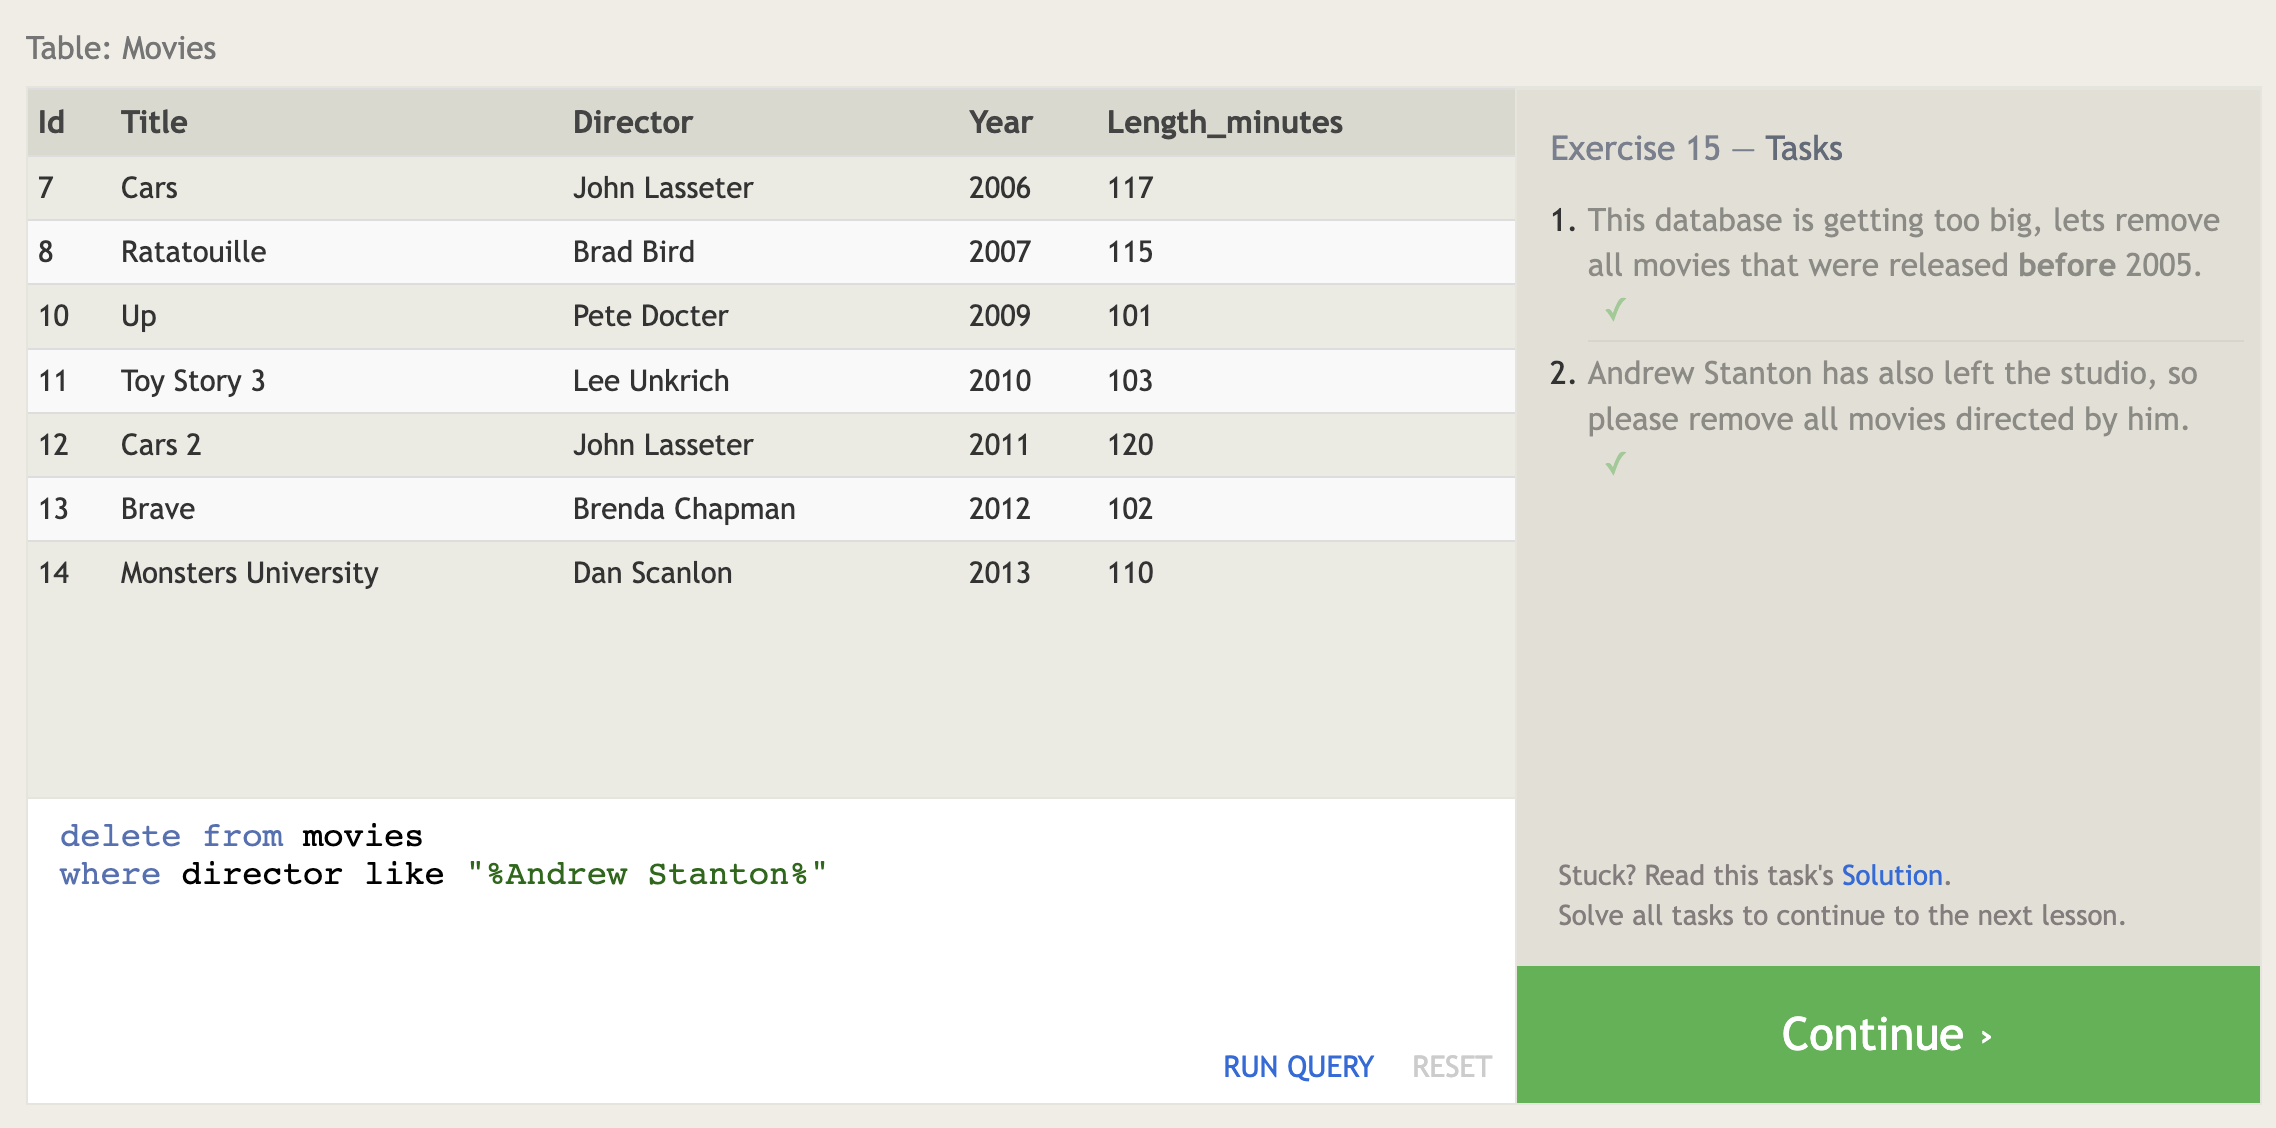 Table: Movies
Id Title Director Year Length_minutes
7 Cars John Lasseter 2006 117
8 Ratatouille Brad Bird 2007 115
10 Up Pete Docter 2009 101
11 Toy Story 3 Lee Unkrich 2010 103
12 Cars 2 John Lasseter 2011 120
13 Brave Brenda Chapman 2012 102
14 Monsters University Dan Scanlon 2013 110
delete from movies
where director like "%Andrew Stanton%"
RUN QUERY RESET
Exercise 15 — Tasks
1. This database is getting too big, lets remove
all movies that were released before 2005.
✓
2. Andrew Stanton has also left the studio, so
please remove all movies directed by him.
✓
Stuck? Read this task's Solution.
Solve all tasks to continue to the next lesson.
Continue ›